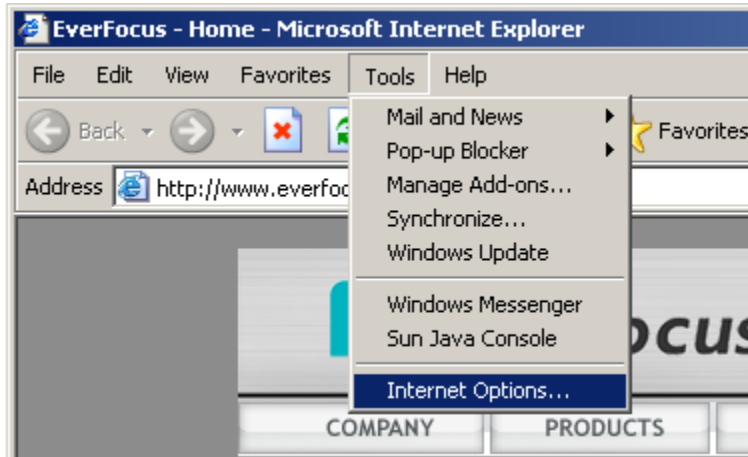 EverFocus - Home - Microsoft Internet Explorer
File Edit View Favorites Tools Help
Back Favorites
Address http://www.everfoc
Mail and News
Pop-up Blocker
Manage Add-ons...
Synchronize...
Windows Update
Windows Messenger
Sun Java Console
Internet Options...
ocus
COMPANY PRODUCTS